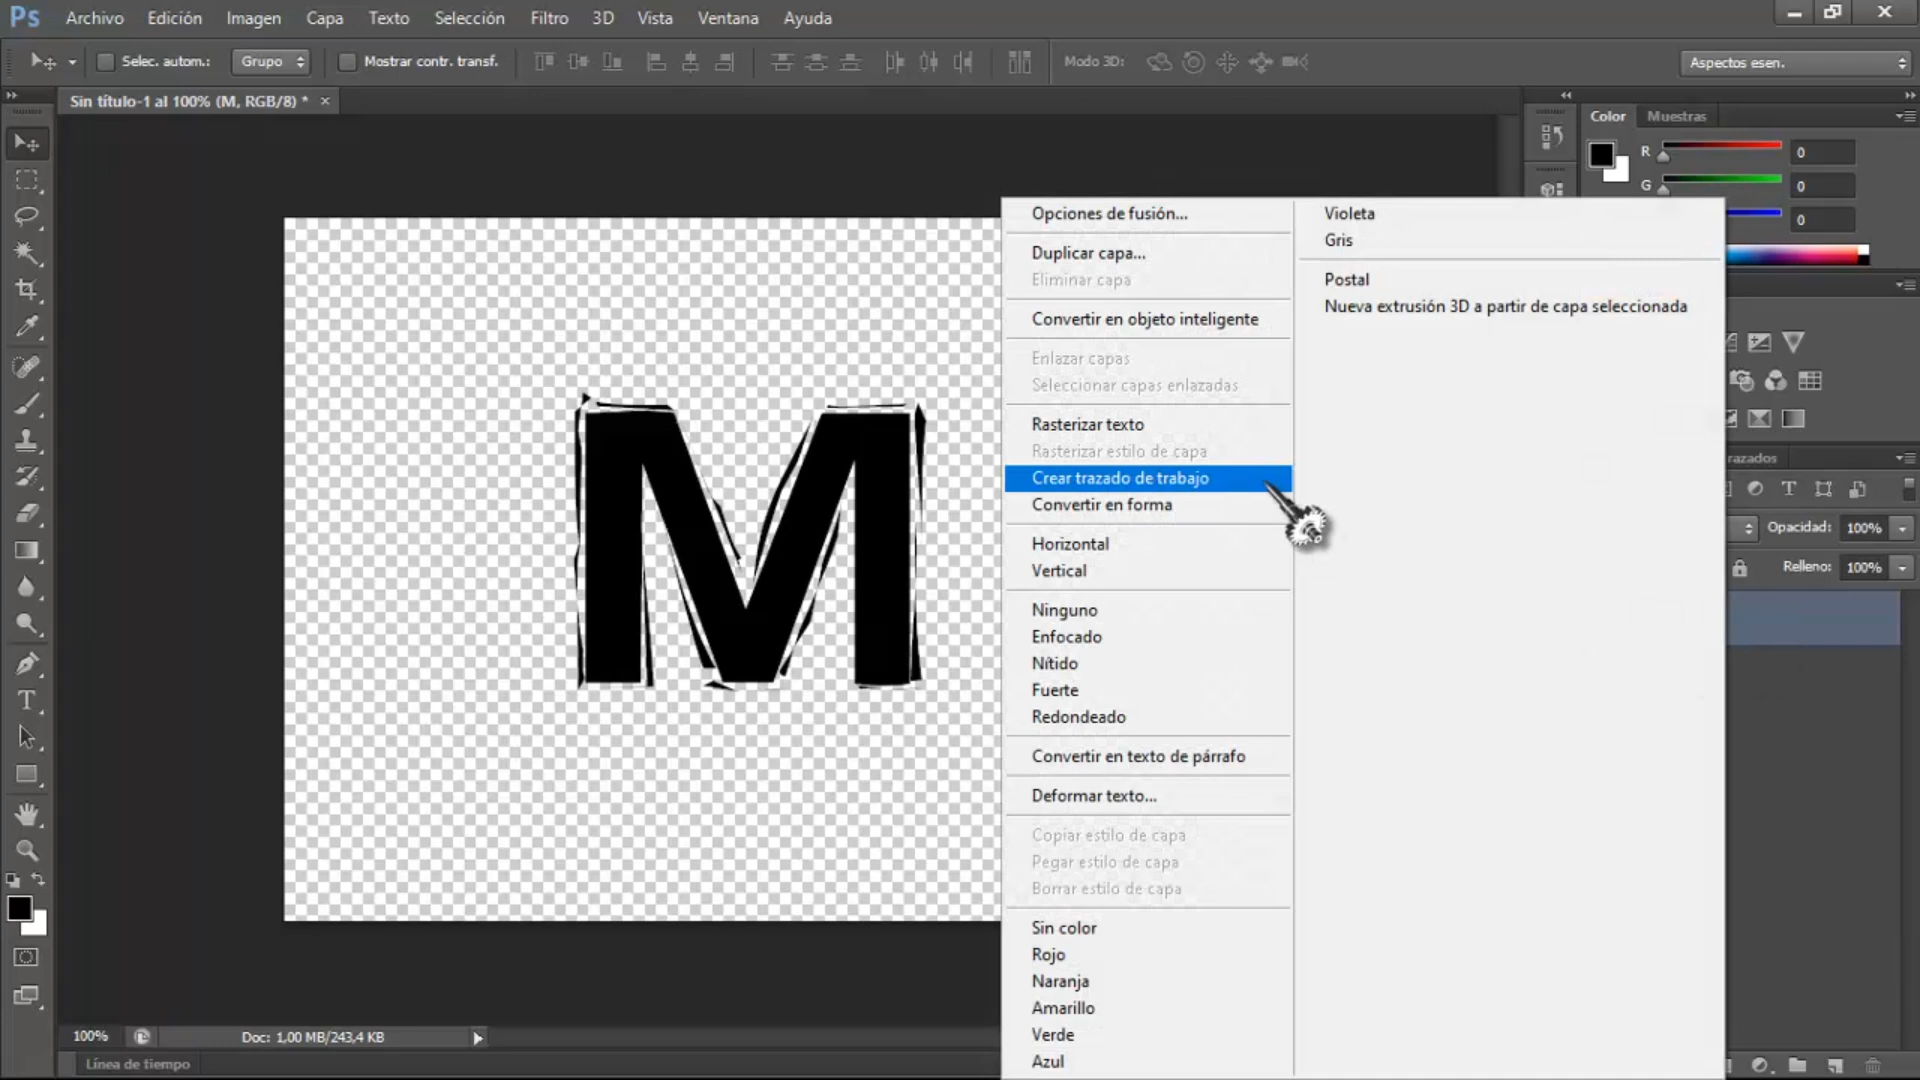 Ps Archivo Edición Imagen Capa Texto Selección Filtro 3D Vista Ventana Ayuda
Selec. autom.: Grupo Mostrar contr. transf. Modo 3D: Aspectos esen.
Sin título-1 al 100% (M, RGB/8) * ×
Color Muestras
R 0
G 0
0
Opciones de fusión...
Duplicar capa...
Eliminar capa
Convertir en objeto inteligente
Enlazar capas
Seleccionar capas enlazadas
Rasterizar texto
Rasterizar estilo de capa
Crear trazado de trabajo
Convertir en forma
Horizontal
Vertical
Ninguno
Enfocado
Nítido
Fuerte
Redondeado
Convertir en texto de párrafo
Deformar texto...
Copiar estilo de capa
Pegar estilo de capa
Borrar estilo de capa
Sin color
Rojo
Naranja
Amarillo
Verde
Azul
Violeta
Gris
Postal
Nueva extrusión 3D a partir de capa seleccionada
M
razados
Opacidad: 100%
Relleno: 100%
100% Doc: 1,00 MB/243,4 KB
Línea de tiempo